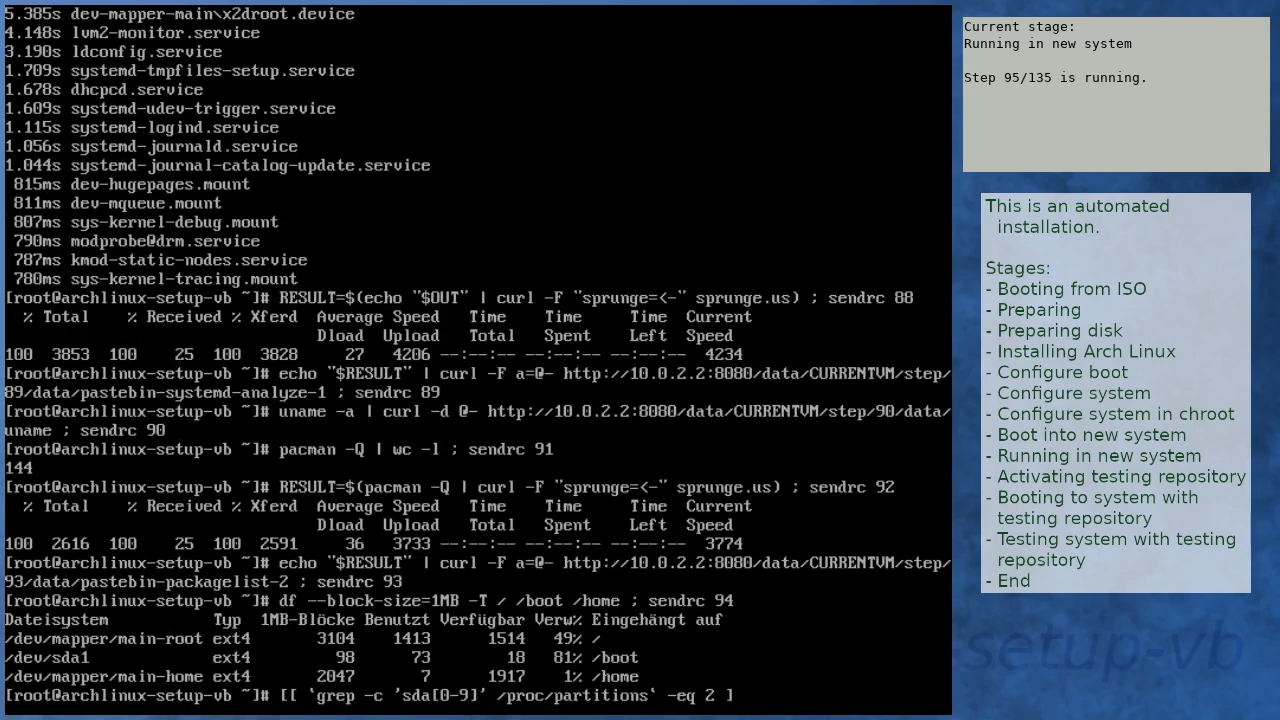 5.385s dev-mapper-main\x2droot.device
4.148s lvm2-monitor.service
3.190s ldconfig.service
1.709s systemd-tmpfiles-setup.service
1.678s dhcpcd.service
1.609s systemd-udev-trigger.service
1.115s systemd-logind.service
1.056s systemd-journald.service
1.044s systemd-journal-catalog-update.service
815ms dev-hugepages.mount
811ms dev-mqueue.mount
807ms sys-kernel-debug.mount
790ms modprobe@drm.service
787ms kmod-static-nodes.service
780ms sys-kernel-tracing.mount
[root@archlinux-setup-vb ~]# RESULT=$(echo "$OUT" | curl -F "sprunge=<-" sprunge.us) ; sendrc 88
% Total % Received % Xferd Average Speed Time Time Time Current
Dload Upload Total Spent Left Speed
100 3853 100 25 100 3828 27 4206 --:--:-- --:--:-- --:--:-- 4234
[root@archlinux-setup-vb ~]# echo "$RESULT" | curl -F a=@- http://10.0.2.2:8080/data/CURRENTVM/step/
89/data/pastebin-systemd-analyze-1 ; sendrc 89
[root@archlinux-setup-vb ~]# uname -a | curl -d @- http://10.0.2.2:8080/data/CURRENTVM/step/90/data/
uname ; sendrc 90
[root@archlinux-setup-vb ~]# pacman -Q | wc -l ; sendrc 91
144
[root@archlinux-setup-vb ~]# RESULT=$(pacman -Q | curl -F "sprunge=<-" sprunge.us) ; sendrc 92
% Total % Received % Xferd Average Speed Time Time Time Current
Dload Upload Total Spent Left Speed
100 2616 100 25 100 2591 36 3733 --:--:-- --:--:-- --:--:-- 3774
[root@archlinux-setup-vb ~]# echo "$RESULT" | curl -F a=@- http://10.0.2.2:8080/data/CURRENTVM/step/
93/data/pastebin-packagelist-2 ; sendrc 93
[root@archlinux-setup-vb ~]# df --block-size=1MB -T / /boot /home ; sendrc 94
Dateisystem Typ 1MB-Blöcke Benutzt Verfügbar Verw% Eingehängt auf
/dev/mapper/main-root ext4 3104 1413 1514 49% /
/dev/sda1 ext4 98 73 18 81% /boot
/dev/mapper/main-home ext4 2047 7 1917 1% /home
[root@archlinux-setup-vb ~]# [[ `grep -c 'sda[0-9]' /proc/partitions` -eq 2 ]
Current stage:
Running in new system
Step 95/135 is running.
This is an automated
installation.
Stages:
- Booting from ISO
- Preparing
- Preparing disk
- Installing Arch Linux
- Configure boot
- Configure system
- Configure system in chroot
- Boot into new system
- Running in new system
- Activating testing repository
- Booting to system with
testing repository
- Testing system with testing
repository
- End
-setup-vb